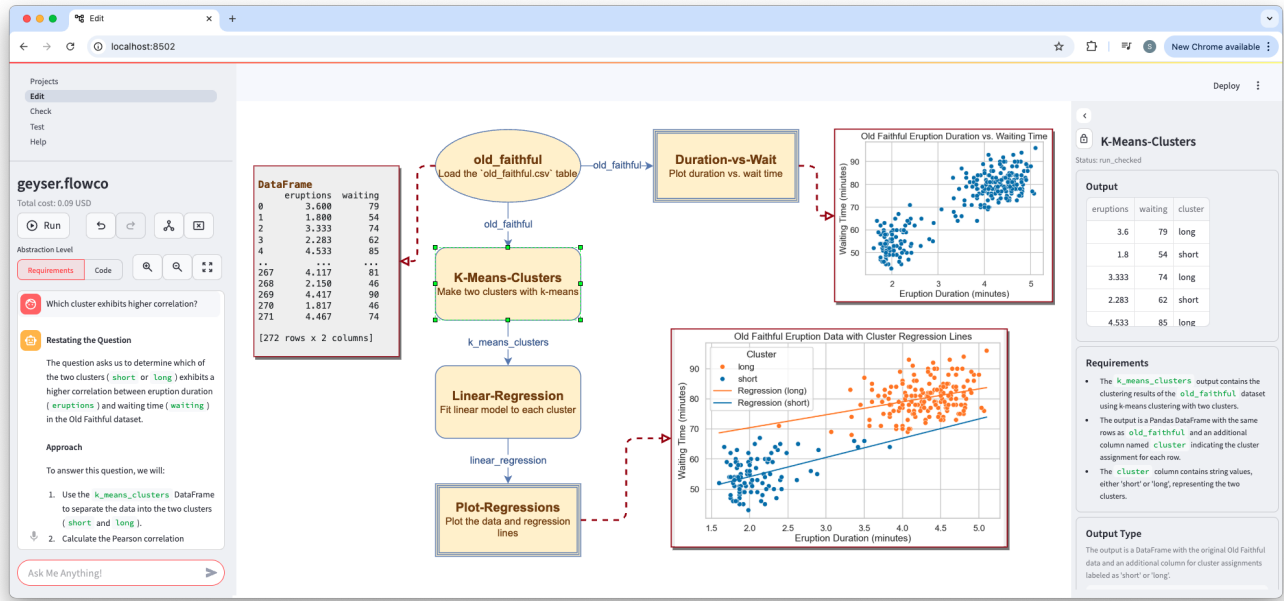 Edit
localhost:8502
S
New Chrome available
Deploy
Projects
Edit
Check
Test
Help
geyser.flowco
Total cost: 0.09 USD
Run
Abstraction Level
Requirements
Code
Which cluster exhibits higher correlation?
Restating the Question
The question asks us to determine which of
the two clusters ( short or long ) exhibits a
higher correlation between eruption duration
( eruptions ) and waiting time ( waiting )
in the Old Faithful dataset.
Approach
To answer this question, we will:
1. Use the k_means_clusters DataFrame
to separate the data into the two clusters
( short and long ).
2. Calculate the Pearson correlation
Ask Me Anything!
DataFrame
eruptions waiting
0 3.600 79
1 1.800 54
2 3.333 74
3 2.283 62
4 4.533 85
.. ... ...
267 4.117 81
268 2.150 46
269 4.417 90
270 1.817 46
271 4.467 74
[272 rows x 2 columns]
old_faithful
Load the `old_faithful.csv` table
old_faithful
Duration-vs-Wait
Plot duration vs. wait time
old_faithful
K-Means-Clusters
Make two clusters with k-means
k_means_clusters
Linear-Regression
Fit linear model to each cluster
linear_regression
Plot-Regressions
Plot the data and regression
lines
Old Faithful Eruption Duration vs. Waiting Time
Waiting Time (minutes)
90
80
70
60
50
2 3 4 5
Eruption Duration (minutes)
Old Faithful Eruption Data with Cluster Regression Lines
Cluster
long
short
Regression (long)
Regression (short)
Waiting Time (minutes)
90
80
70
60
50
1.5 2.0 2.5 3.0 3.5 4.0 4.5 5.0
Eruption Duration (minutes)
K-Means-Clusters
Status: run_checked
Output
eruptions waiting cluster
3.6 79 long
1.8 54 short
3.333 74 long
2.283 62 short
4.533 85 long
Requirements
The k_means_clusters output contains the
clustering results of the old_faithful dataset
using k-means clustering with two clusters.
The output is a Pandas DataFrame with the same
rows as old_faithful and an additional
column named cluster indicating the cluster
assignment for each row.
The cluster column contains string values,
either 'short' or 'long', representing the two
clusters.
Output Type
The output is a DataFrame with the original Old Faithful
data and an additional column for cluster assignments
labeled as 'short' or 'long'.